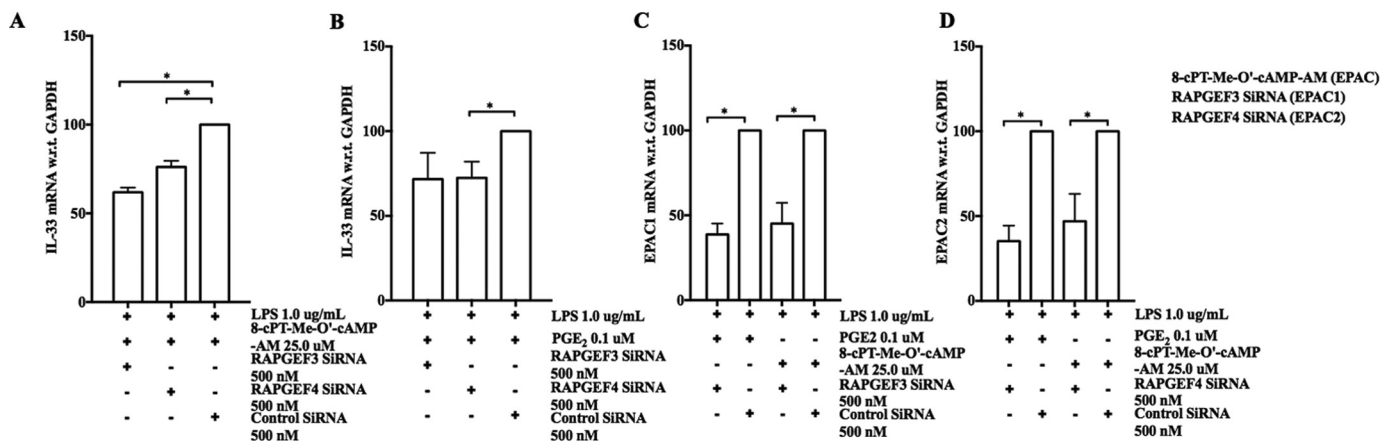 A
IL-33 mRNA w.r.t. GAPDH
150
100
50
0
*
*
+ + + LPS 1.0 ug/mL
8-cPT-Me-O'-cAMP
+ + + -AM 25.0 uM
+ - - RAPGEF3 SiRNA
500 nM
- + - RAPGEF4 SiRNA
500 nM
- - + Control SiRNA
500 nM
B
IL-33 mRNA w.r.t. GAPDH
150
100
50
0
*
+ + + LPS 1.0 ug/mL
+ + + PGE2 0.1 uM
+ - - RAPGEF3 SiRNA
500 nM
- + - RAPGEF4 SiRNA
500 nM
- - + Control SiRNA
500 nM
C
EPAC1 mRNA w.r.t. GAPDH
150
100
50
0
*
*
+ + + + LPS 1.0 ug/mL
+ + - - PGE2 0.1 uM
- - + + 8-cPT-Me-O'-cAMP
-AM 25.0 uM
+ - + - RAPGEF3 SiRNA
500 nM
- + - + Control SiRNA
500 nM
D
EPAC2 mRNA w.r.t. GAPDH
150
100
50
0
*
*
+ + + + LPS 1.0 ug/mL
+ + - - PGE2 0.1 uM
- - + + 8-cPT-Me-O'-cAMP
-AM 25.0 uM
+ - + - RAPGEF4 SiRNA
500 nM
- + - + Control SiRNA
500 nM
8-cPT-Me-O'-cAMP-AM (EPAC)
RAPGEF3 SiRNA (EPAC1)
RAPGEF4 SiRNA (EPAC2)